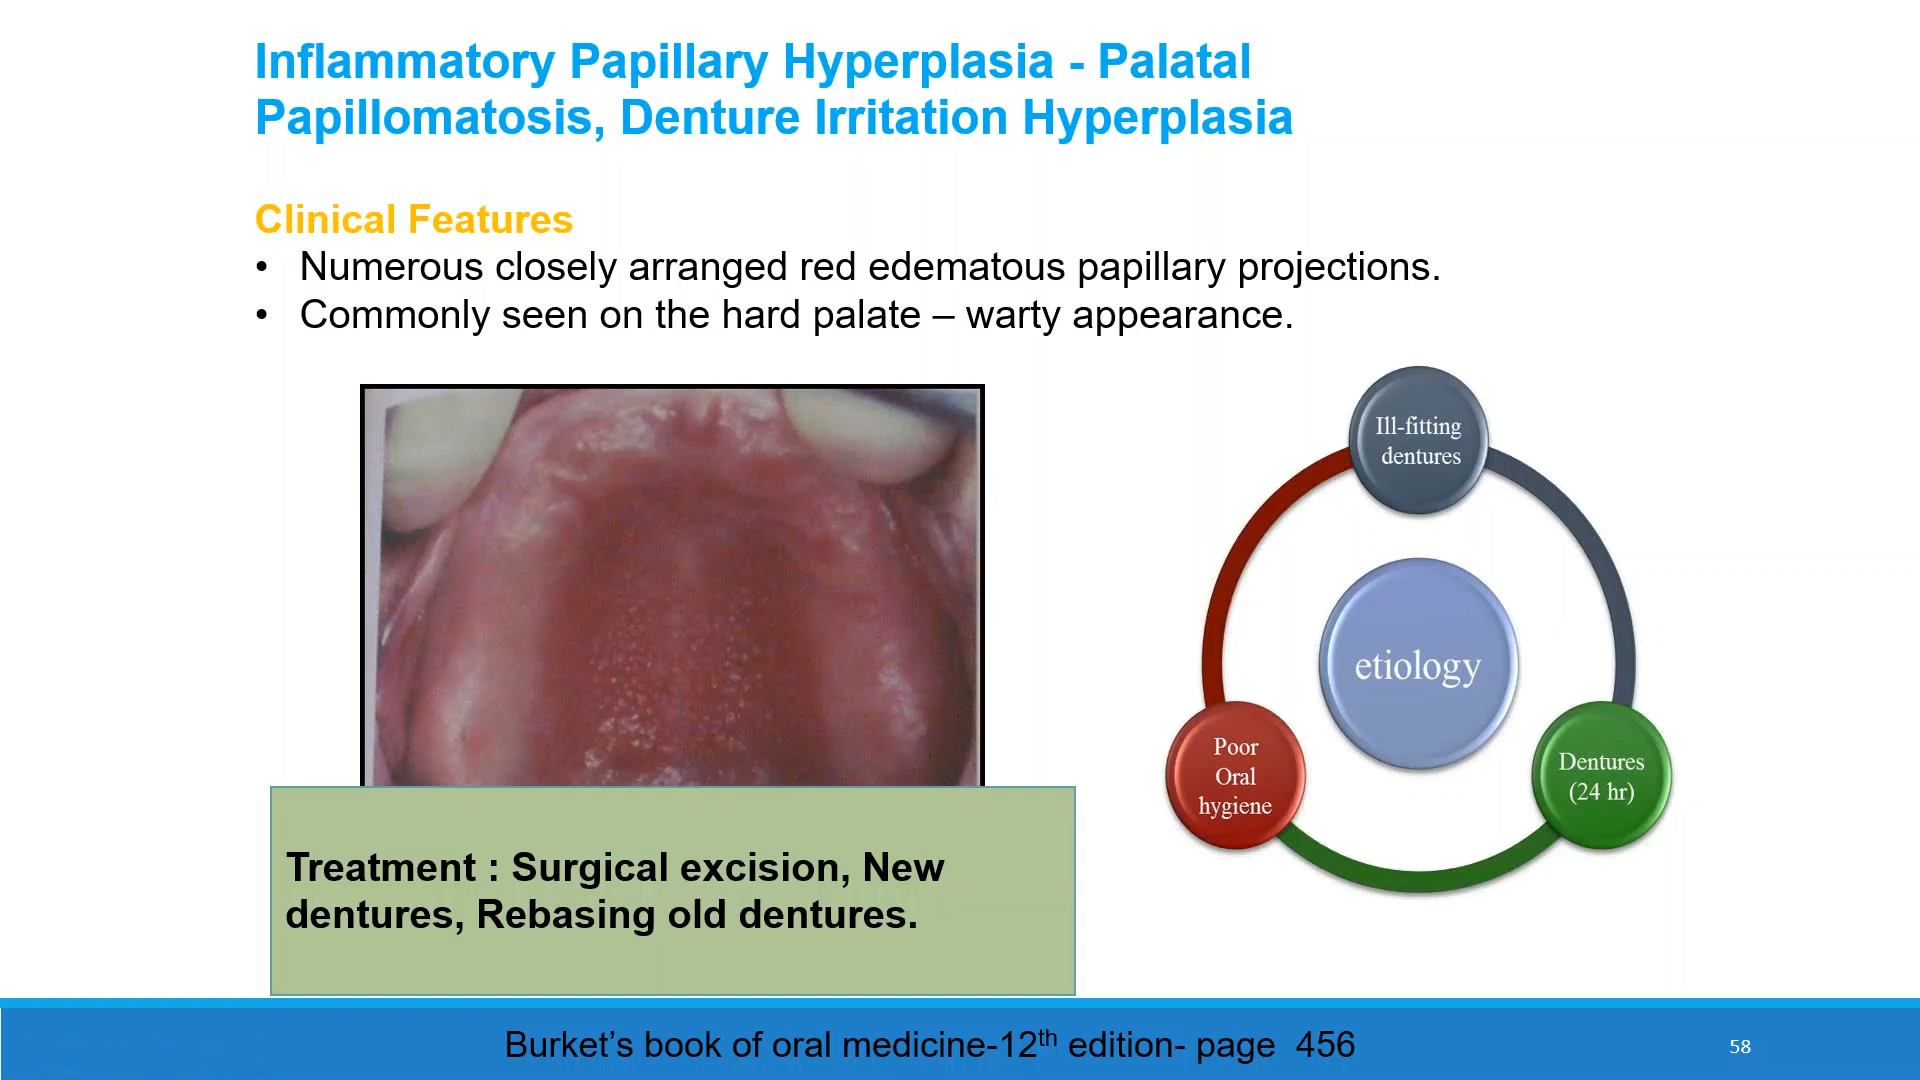 Inflammatory Papillary Hyperplasia - Palatal
Papillomatosis, Denture Irritation Hyperplasia
Clinical Features
• Numerous closely arranged red edematous papillary projections.
• Commonly seen on the hard palate – warty appearance.
Ill-fitting
dentures
etiology
Poor
Oral
hygiene
Dentures
(24 hr)
Treatment : Surgical excision, New
dentures, Rebasing old dentures.
Burket’s book of oral medicine-12th edition- page 456
58